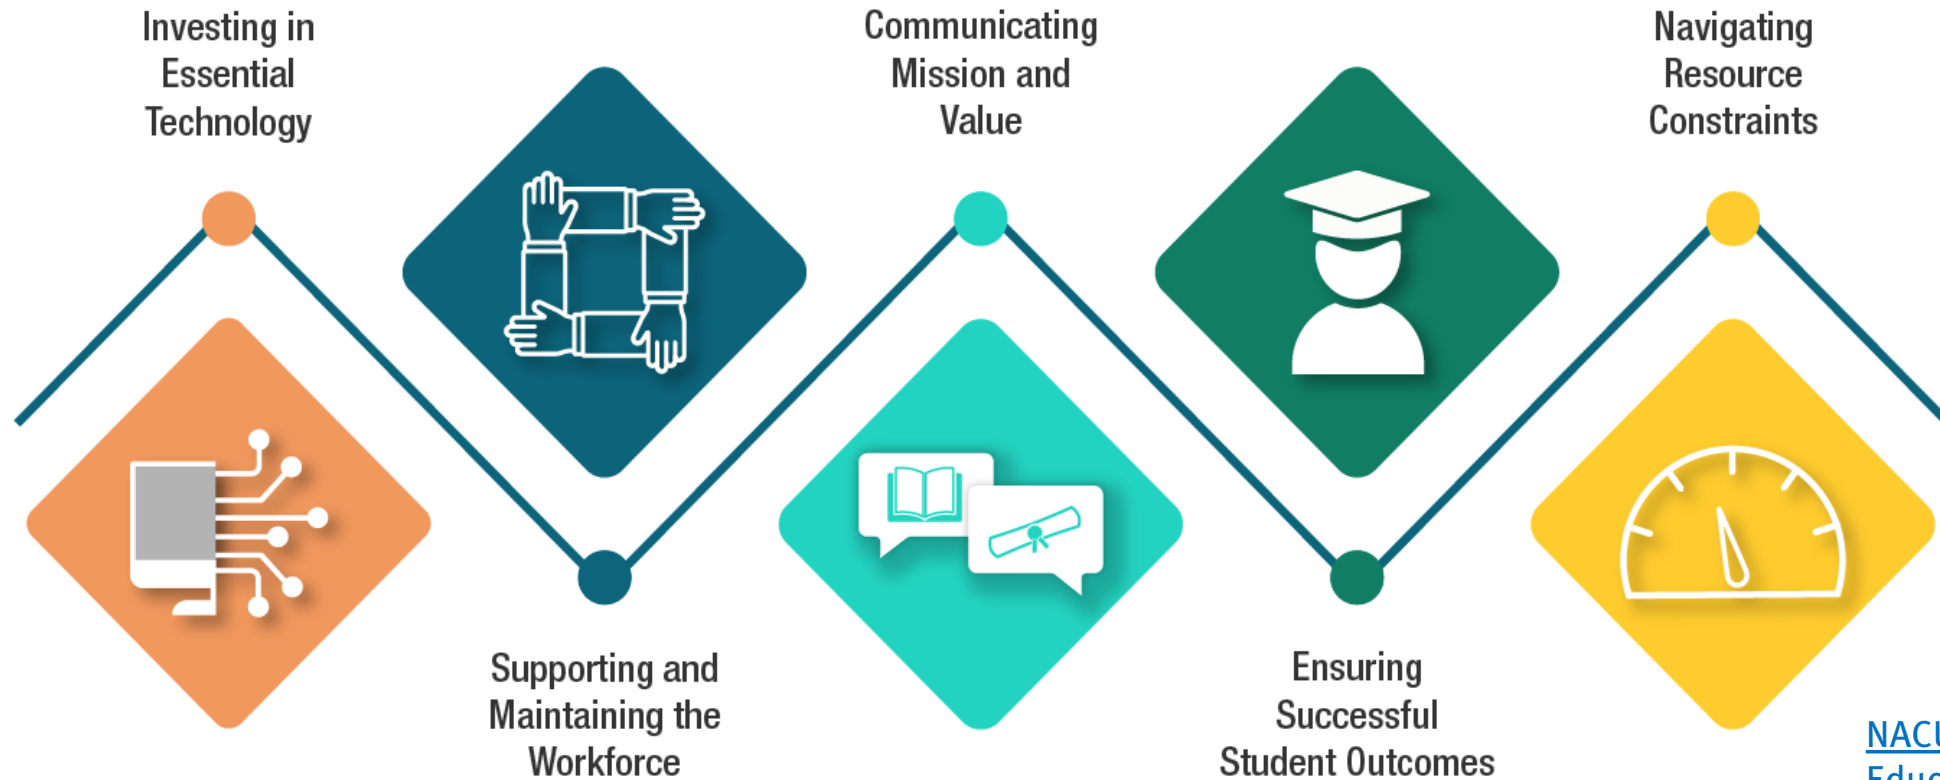 Investing in
Essential
Technology
Communicating
Mission and
Value
Navigating
Resource
Constraints
Supporting and
Maintaining the
Workforce
Ensuring
Successful
Student Outcomes